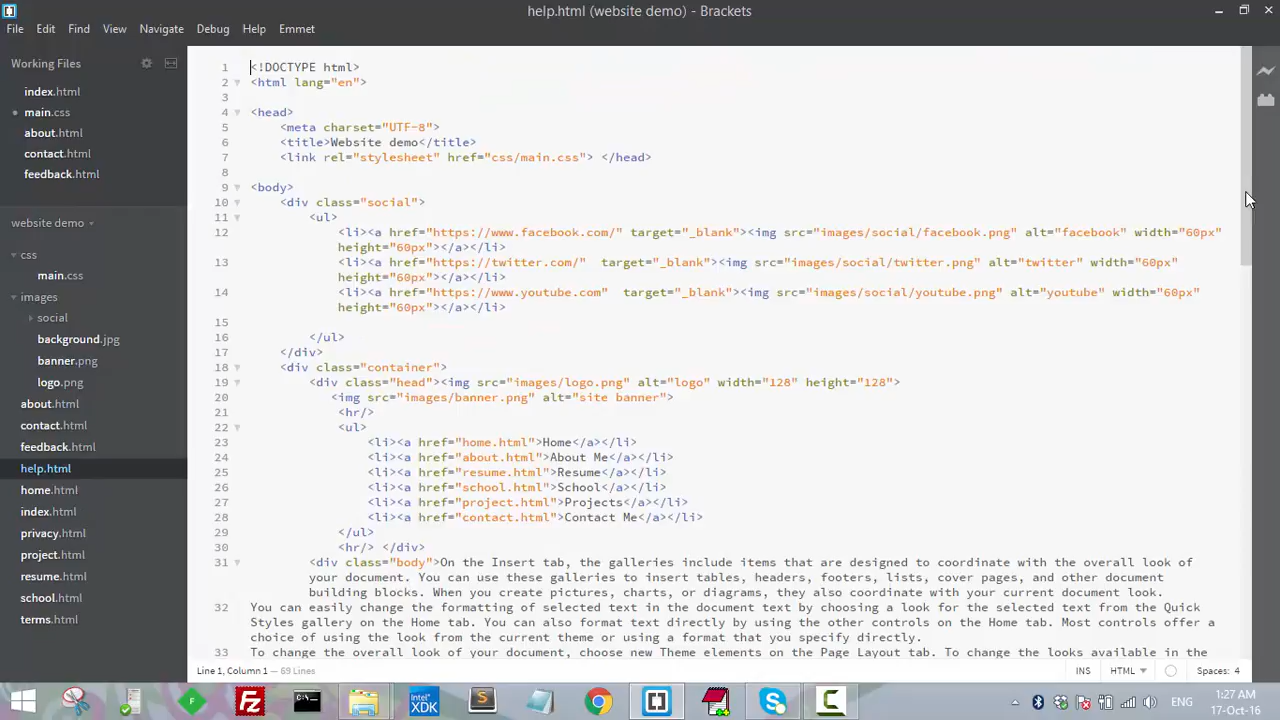 help.html (website demo) - Brackets
File Edit Find View Navigate Debug Help Emmet
Working Files
index.html
main.css
about.html
contact.html
feedback.html
website demo
css
main.css
images
social
background.jpg
banner.png
logo.png
about.html
contact.html
feedback.html
help.html
home.html
index.html
privacy.html
project.html
resume.html
school.html
terms.html
1 <!DOCTYPE html>
2 <html lang="en">
3
4 <head>
5 <meta charset="UTF-8">
6 <title>Website demo</title>
7 <link rel="stylesheet" href="css/main.css"> </head>
8
9 <body>
10 <div class="social">
11 <ul>
12 <li><a href="https://www.facebook.com/" target="_blank"><img src="images/social/facebook.png" alt="facebook" width="60px"
height="60px"></a></li>
13 <li><a href="https://twitter.com/"  target="_blank"><img src="images/social/twitter.png" alt="twitter" width="60px"
height="60px"></a></li>
14 <li><a href="https://www.youtube.com"  target="_blank"><img src="images/social/youtube.png" alt="youtube" width="60px"
height="60px"></a></li>
15
16 </ul>
17 </div>
18 <div class="container">
19 <div class="head"><img src="images/logo.png" alt="logo" width="128" height="128">
20 <img src="images/banner.png" alt="site banner">
21 <hr/>
22 <ul>
23 <li><a href="home.html">Home</a></li>
24 <li><a href="about.html">About Me</a></li>
25 <li><a href="resume.html">Resume</a></li>
26 <li><a href="school.html">School</a></li>
27 <li><a href="project.html">Projects</a></li>
28 <li><a href="contact.html">Contact Me</a></li>
29 </ul>
30 <hr/> </div>
31 <div class="body">On the Insert tab, the galleries include items that are designed to coordinate with the overall look of
your document. You can use these galleries to insert tables, headers, footers, lists, cover pages, and other document
building blocks. When you create pictures, charts, or diagrams, they also coordinate with your current document look.
32 You can easily change the formatting of selected text in the document text by choosing a look for the selected text from the Quick
Styles gallery on the Home tab. You can also format text directly by using the other controls on the Home tab. Most controls offer a
choice of using the look from the current theme or using a format that you specify directly.
33 To change the overall look of your document, choose new Theme elements on the Page Layout tab. To change the looks available in the
Line 1, Column 1 — 69 Lines
INS HTML Spaces: 4
Fz
Intel
XDK
S
C
ENG
1:27 AM
17-Oct-16